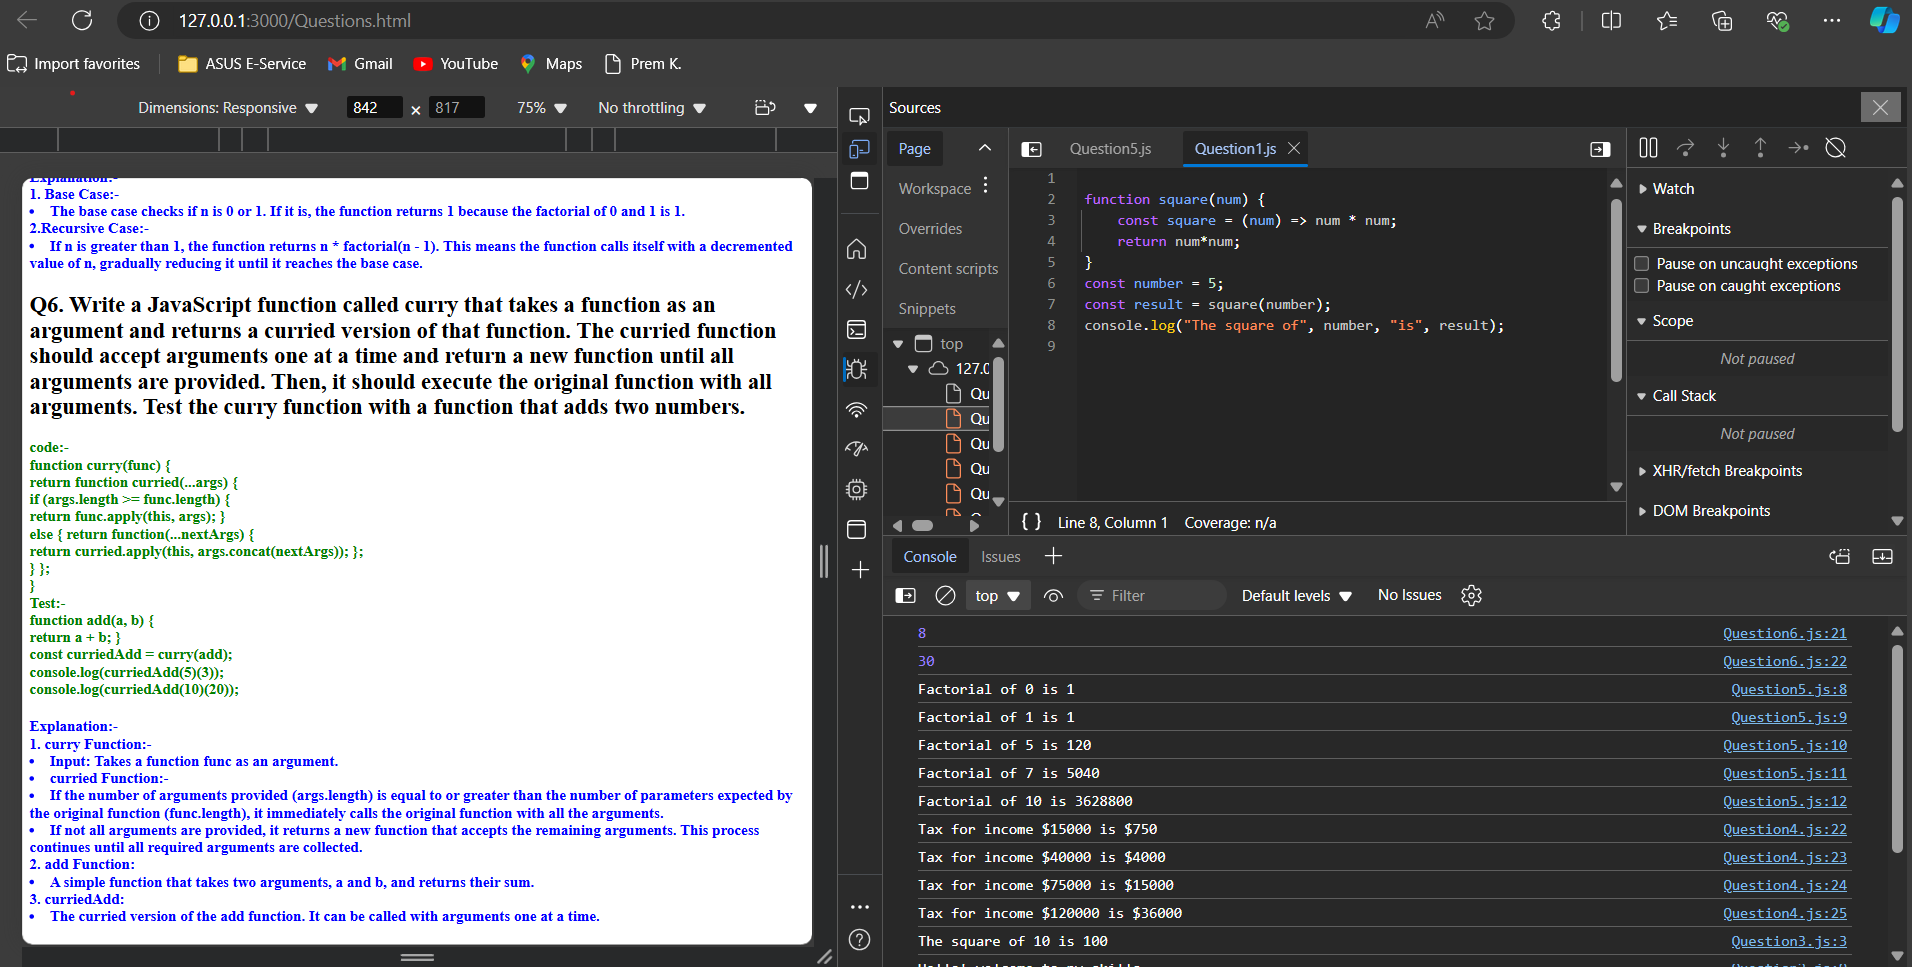 127.0.0.1:3000/Questions.html
Import favorites
ASUS E-Service
Gmail
YouTube
Maps
Prem K.
Dimensions: Responsive
842 × 817
75%
No throttling
Explanation:-
1. Base Case:-
• The base case checks if n is 0 or 1. If it is, the function returns 1 because the factorial of 0 and 1 is 1.
2.Recursive Case:-
• If n is greater than 1, the function returns n * factorial(n - 1). This means the function calls itself with a decremented
value of n, gradually reducing it until it reaches the base case.
Q6. Write a JavaScript function called curry that takes a function as an
argument and returns a curried version of that function. The curried function
should accept arguments one at a time and return a new function until all
arguments are provided. Then, it should execute the original function with all
arguments. Test the curry function with a function that adds two numbers.
code:-
function curry(func) {
return function curried(...args) {
if (args.length >= func.length) {
return func.apply(this, args); }
else { return function(...nextArgs) {
return curried.apply(this, args.concat(nextArgs)); };
} };
}
Test:-
function add(a, b) {
return a + b; }
const curriedAdd = curry(add);
console.log(curriedAdd(5)(3));
console.log(curriedAdd(10)(20));
Explanation:-
1. curry Function:-
• Input: Takes a function func as an argument.
• curried Function:-
• If the number of arguments provided (args.length) is equal to or greater than the number of parameters expected by
the original function (func.length), it immediately calls the original function with all the arguments.
• If not all arguments are provided, it returns a new function that accepts the remaining arguments. This process
continues until all required arguments are collected.
2. add Function:
• A simple function that takes two arguments, a and b, and returns their sum.
3. curriedAdd:
• The curried version of the add function. It can be called with arguments one at a time.
Sources
Page
Workspace
Overrides
Content scripts
Snippets
top
127.0
Qu
Qu
Qu
Qu
Qu
Question5.js
Question1.js
1
2 function square(num) {
3 const square = (num) => num * num;
4 return num*num;
5 }
6 const number = 5;
7 const result = square(number);
8 console.log("The square of", number, "is", result);
9
{ } Line 8, Column 1 Coverage: n/a
Watch
Breakpoints
Pause on uncaught exceptions
Pause on caught exceptions
Scope
Not paused
Call Stack
Not paused
XHR/fetch Breakpoints
DOM Breakpoints
Console
Issues
top
Filter
Default levels
No Issues
8 Question6.js:21
30 Question6.js:22
Factorial of 0 is 1 Question5.js:8
Factorial of 1 is 1 Question5.js:9
Factorial of 5 is 120 Question5.js:10
Factorial of 7 is 5040 Question5.js:11
Factorial of 10 is 3628800 Question5.js:12
Tax for income $15000 is $750 Question4.js:22
Tax for income $40000 is $4000 Question4.js:23
Tax for income $75000 is $15000 Question4.js:24
Tax for income $120000 is $36000 Question4.js:25
The square of 10 is 100 Question3.js:3